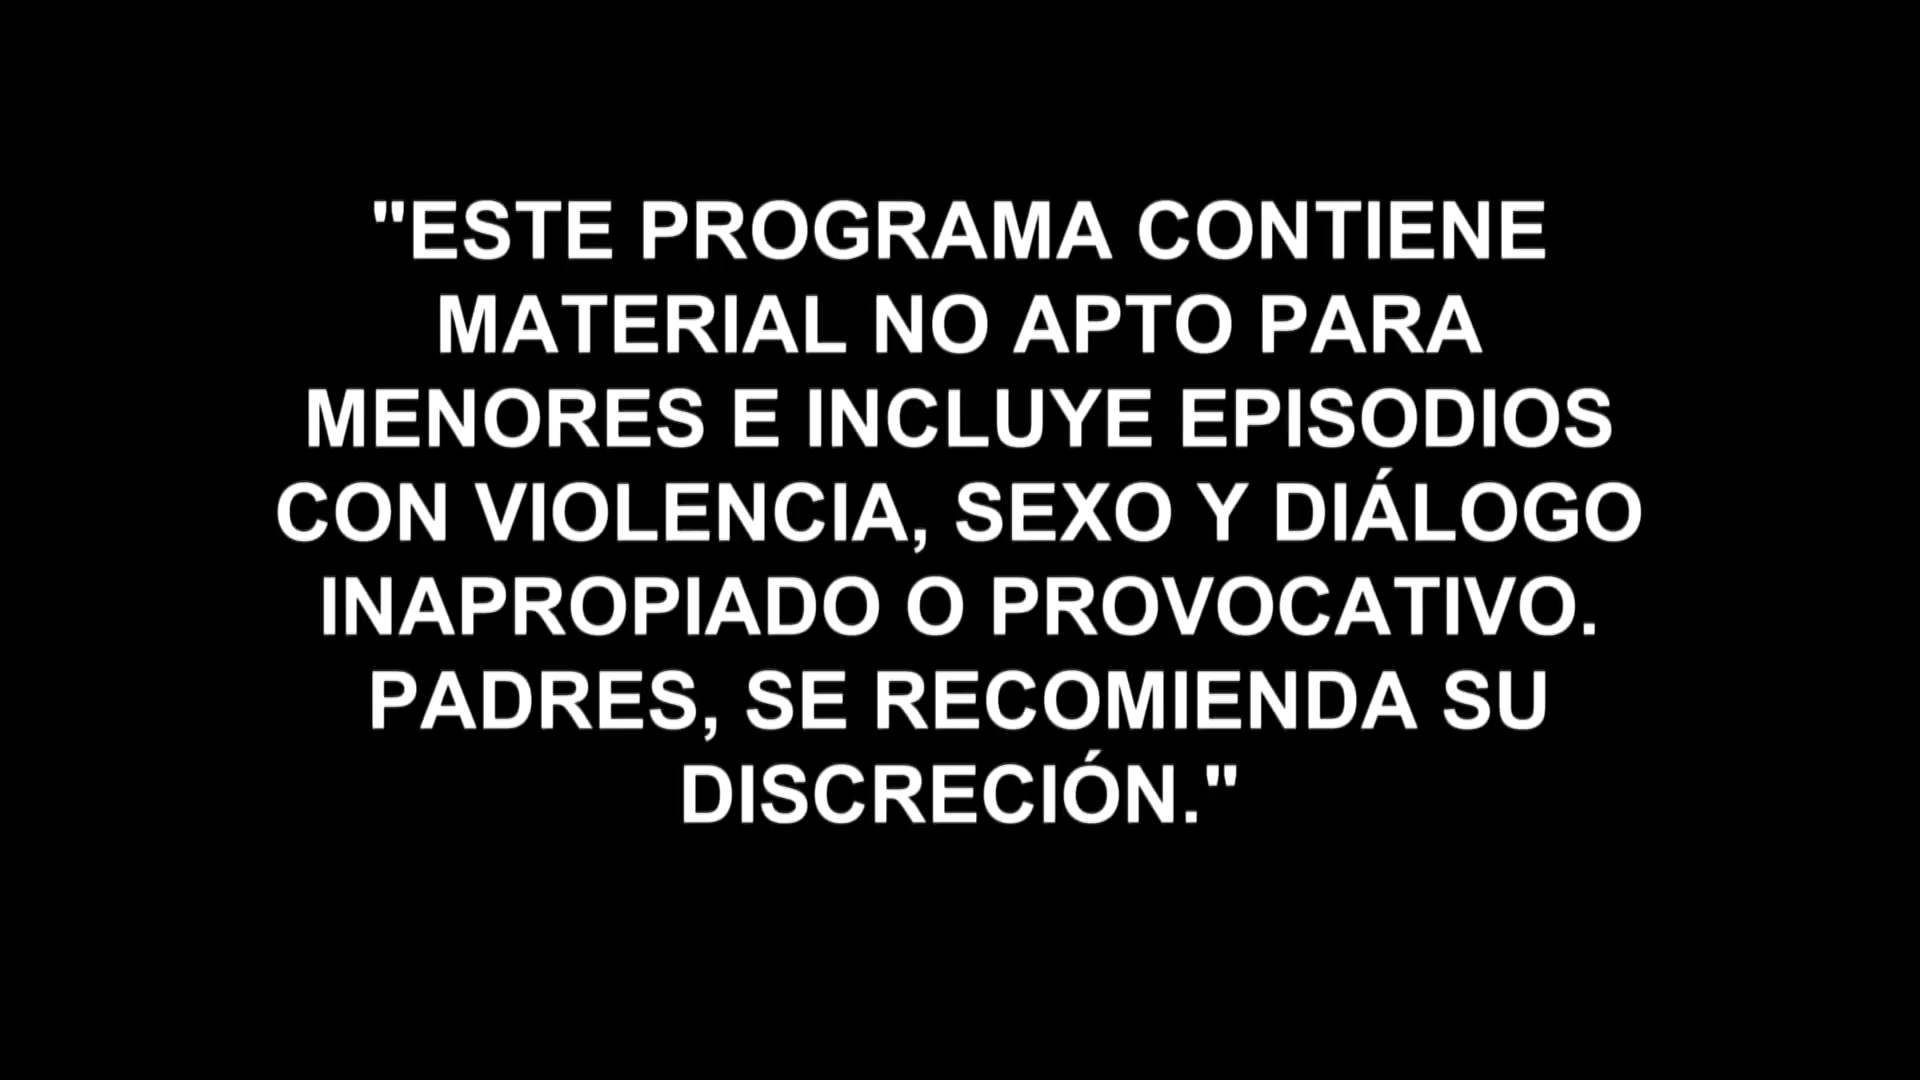 "ESTE PROGRAMA CONTIENE
MATERIAL NO APTO PARA
MENORES E INCLUYE EPISODIOS
CON VIOLENCIA, SEXO Y DIÁLOGO
INAPROPIADO O PROVOCATIVO.
PADRES, SE RECOMIENDA SU
DISCRECIÓN."